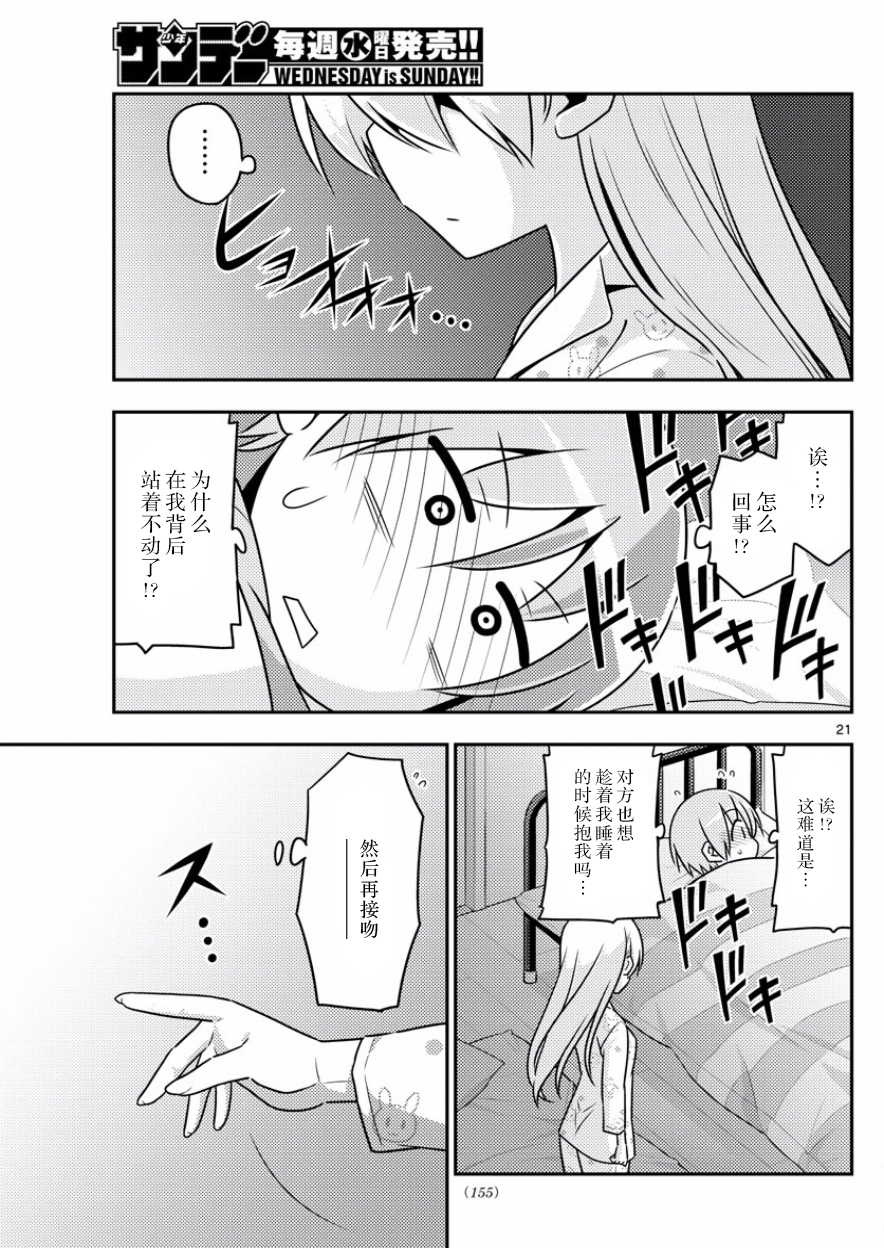 少年サンデー
毎週水曜日発売!!
WEDNESDAY is SUNDAY!!
……
ヒョオオオ…
诶…!?
怎么
回事!?
ドキ
ドキ
ドキ
ドキ
为什么
在我背后
站着不动了!?
21
诶!?
这难道是…
对方也想
趁着我睡着
的时候抱我吗…
ドキ
ドキ
然后再接吻
——
ス…
(155)